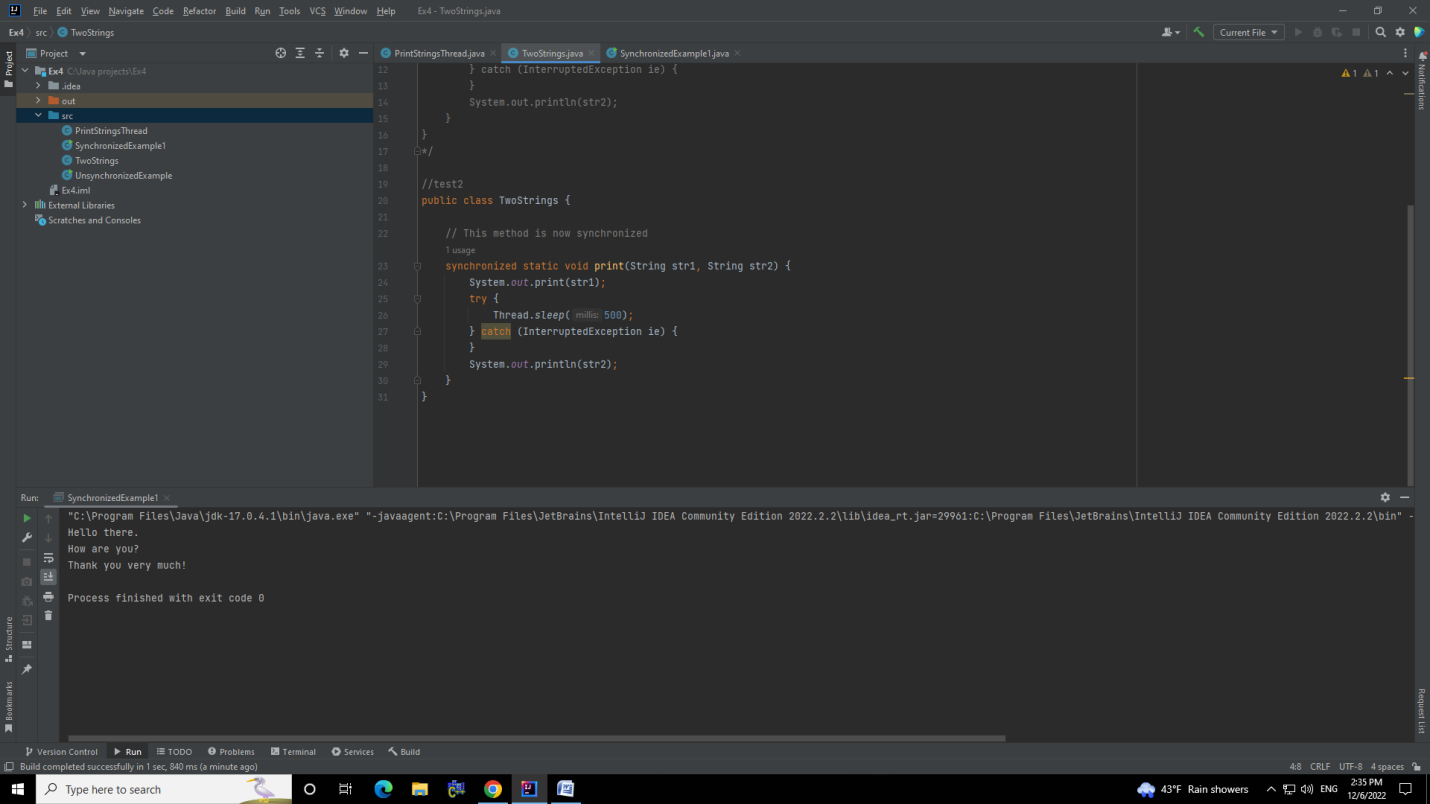 File Edit View Navigate Code Refactor Build Run Tools VCS Window Help Ex4 - TwoStrings.java
Ex4 src TwoStrings
Current File
Project
Project
PrintStringsThread.java TwoStrings.java SynchronizedExample1.java
Ex4 C:\Java projects\Ex4
.idea
out
src
PrintStringsThread
SynchronizedExample1
TwoStrings
UnsynchronizedExample
Ex4.iml
External Libraries
Scratches and Consoles
12 } catch (InterruptedException ie) {
13 }
14 System.out.println(str2);
15 }
16 }
17 */
18
19 //test2
20 public class TwoStrings {
21
22 // This method is now synchronized
1 usage
23 synchronized static void print(String str1, String str2) {
24 System.out.print(str1);
25 try {
26 Thread.sleep( millis: 500);
27 } catch (InterruptedException ie) {
28 }
29 System.out.println(str2);
30 }
31 }
1 1
Notifications
Run: SynchronizedExample1
"C:\Program Files\Java\jdk-17.0.4.1\bin\java.exe" "-javaagent:C:\Program Files\JetBrains\IntelliJ IDEA Community Edition 2022.2.2\lib\idea_rt.jar=29961:C:\Program Files\JetBrains\IntelliJ IDEA Community Edition 2022.2.2\bin" -
Hello there.
How are you?
Thank you very much!
Process finished with exit code 0
Structure
Bookmarks
Request List
Version Control Run TODO Problems Terminal Services Build
Build completed successfully in 1 sec, 840 ms (a minute ago) 4:8 CRLF UTF-8 4 spaces
Type here to search
43°F Rain showers ENG 2:35 PM
12/6/2022